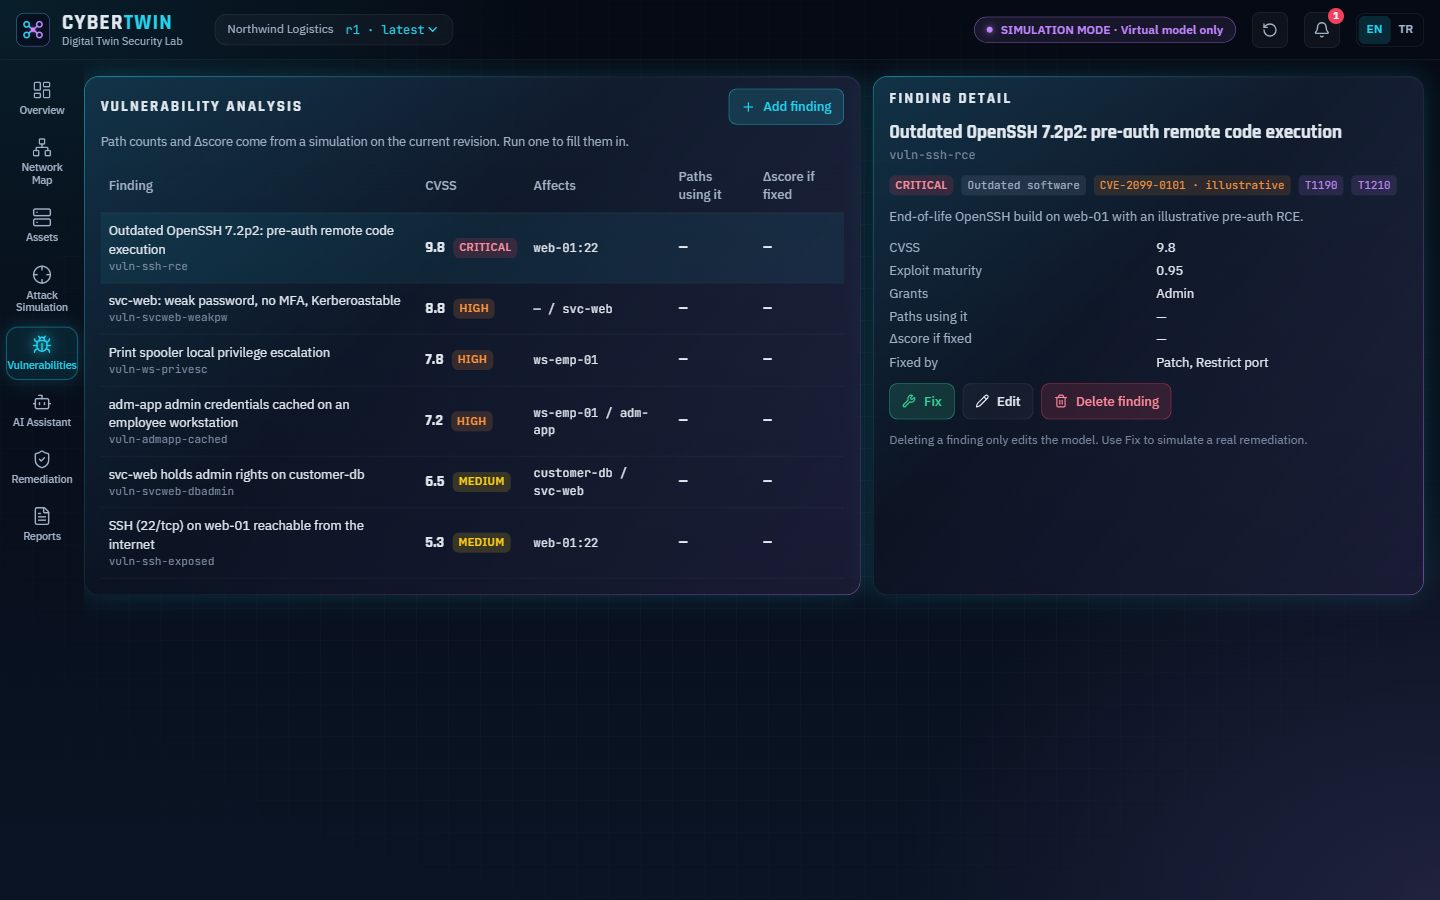 CYBERTWIN
Digital Twin Security Lab
Northwind Logistics r1 · latest
SIMULATION MODE · Virtual model only
1
EN TR
Overview
Network
Map
Assets
Attack
Simulation
Vulnerabilities
AI Assistant
Remediation
Reports
VULNERABILITY ANALYSIS
Add finding
Path counts and Δscore come from a simulation on the current revision. Run one to fill them in.
Finding CVSS Affects Paths using it Δscore if fixed
Outdated OpenSSH 7.2p2: pre-auth remote code
execution
vuln-ssh-rce
9.8 CRITICAL web-01:22 — —
svc-web: weak password, no MFA, Kerberoastable
vuln-svcweb-weakpw
8.8 HIGH — / svc-web — —
Print spooler local privilege escalation
vuln-ws-privesc
7.8 HIGH ws-emp-01 — —
adm-app admin credentials cached on an
employee workstation
vuln-admapp-cached
7.2 HIGH ws-emp-01 / adm-
app — —
svc-web holds admin rights on customer-db
vuln-svcweb-dbadmin
6.5 MEDIUM customer-db /
svc-web — —
SSH (22/tcp) on web-01 reachable from the
internet
vuln-ssh-exposed
5.3 MEDIUM web-01:22 — —
FINDING DETAIL
Outdated OpenSSH 7.2p2: pre-auth remote code execution
vuln-ssh-rce
CRITICAL Outdated software CVE-2099-0101 · illustrative T1190 T1210
End-of-life OpenSSH build on web-01 with an illustrative pre-auth RCE.
CVSS 9.8
Exploit maturity 0.95
Grants Admin
Paths using it —
Δscore if fixed —
Fixed by Patch, Restrict port
Fix Edit Delete finding
Deleting a finding only edits the model. Use Fix to simulate a real remediation.